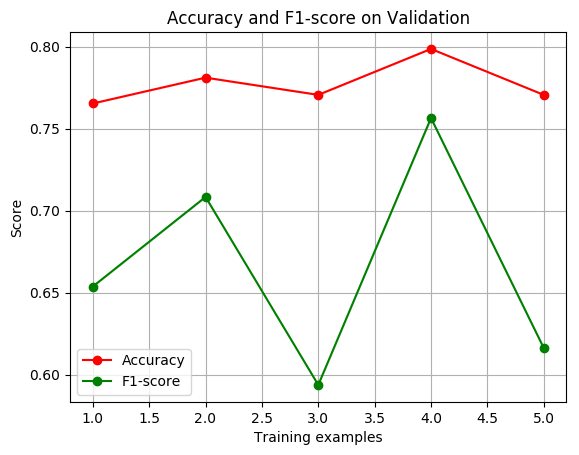 Accuracy and F1-score on Validation
0.80
0.75
0.70
0.65
0.60
Score
Accuracy
F1-score
1.0 1.5 2.0 2.5 3.0 3.5 4.0 4.5 5.0
Training examples